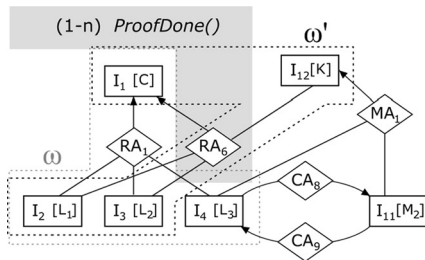 (1-n) ProofDone()
ω'
I₁ [C]
I₁₂ [K]
MA₁
RA₁
RA₆
ω
CA₈
I₂ [L₁]
I₃ [L₂]
I₄ [L₃]
I₁₁[M₂]
CA₉